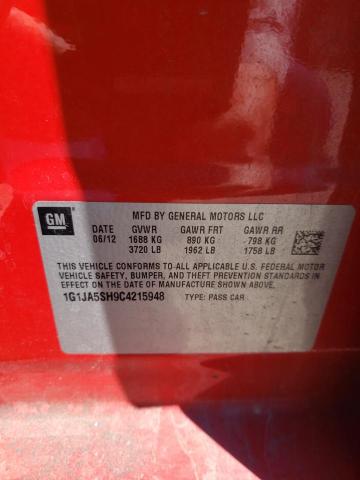 GM
MFD BY GENERAL MOTORS LLC
DATE GVWR GAWR FRT GAWR RR
06/12 1688 KG 890 KG 798 KG
3720 LB 1962 LB 1758 LB
THIS VEHICLE CONFORMS TO ALL APPLICABLE U.S. FEDERAL MOTOR
VEHICLE SAFETY, BUMPER, AND THEFT PREVENTION STANDARDS IN
EFFECT ON THE DATE OF MANUFACTURE SHOWN ABOVE.
1G1JA5SH9C4215948 TYPE: PASS CAR